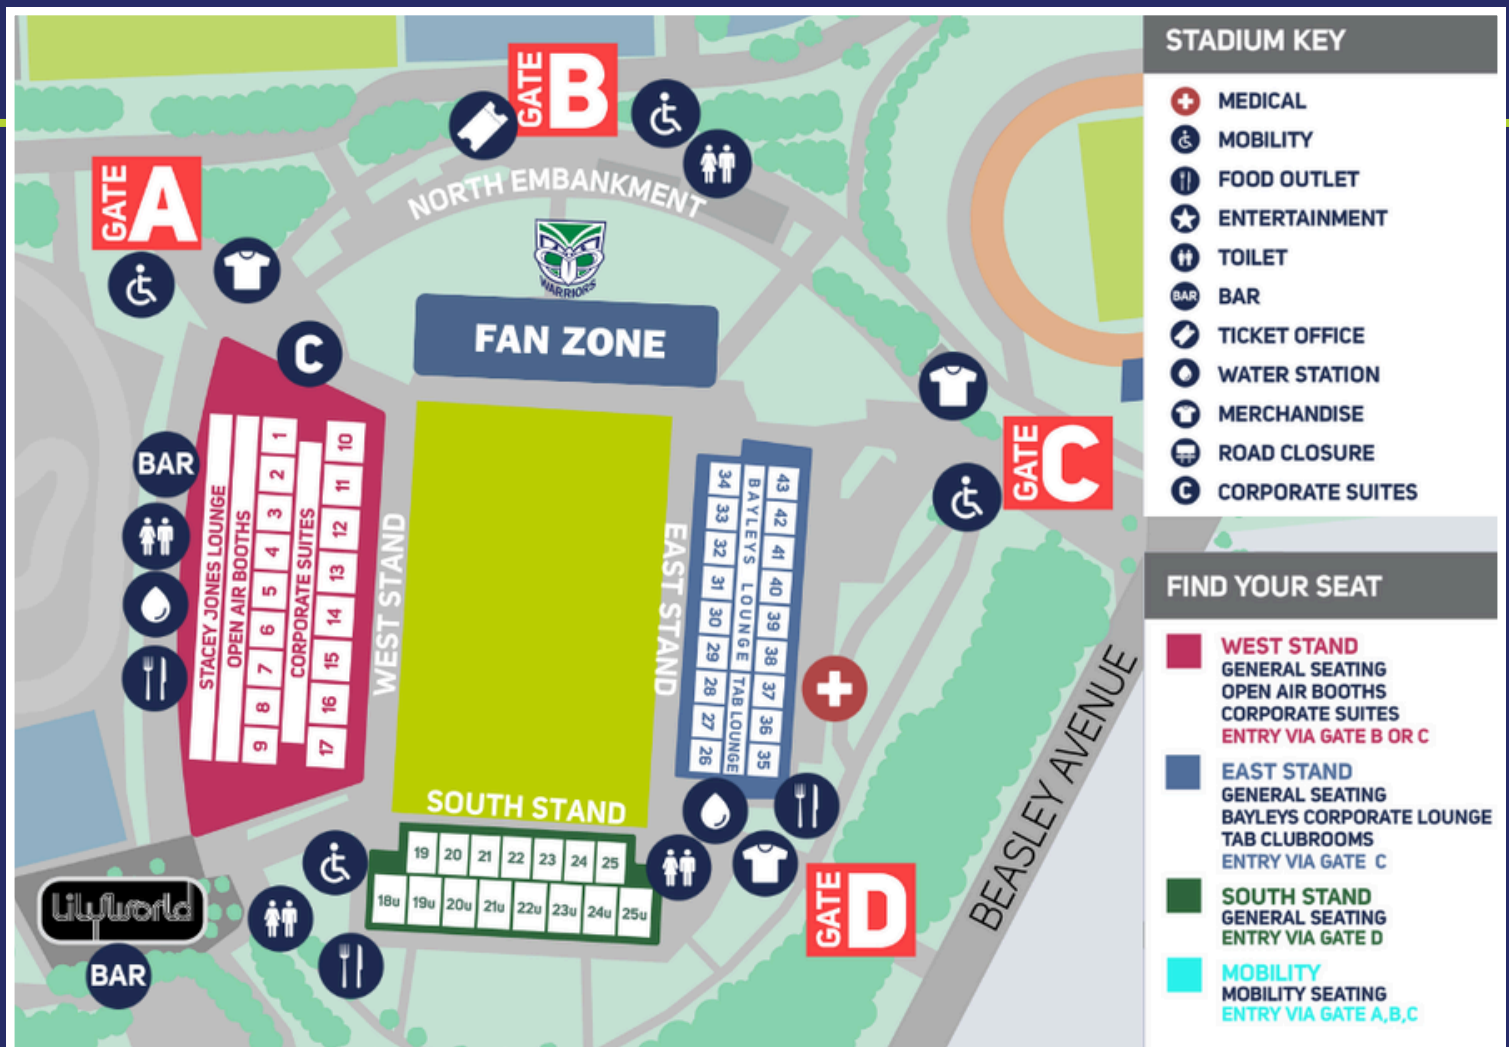 STADIUM KEY
MEDICAL
MOBILITY
FOOD OUTLET
ENTERTAINMENT
TOILET
BAR BAR
TICKET OFFICE
WATER STATION
MERCHANDISE
ROAD CLOSURE
C CORPORATE SUITES
FIND YOUR SEAT
WEST STAND
GENERAL SEATING
OPEN AIR BOOTHS
CORPORATE SUITES
ENTRY VIA GATE B OR C
EAST STAND
GENERAL SEATING
BAYLEYS CORPORATE LOUNGE
TAB CLUBROOMS
ENTRY VIA GATE C
SOUTH STAND
GENERAL SEATING
ENTRY VIA GATE D
MOBILITY
MOBILITY SEATING
ENTRY VIA GATE A,B,C
GATE B
GATE A
NORTH EMBANKMENT
WARRIORS
FAN ZONE
C
GATE C
BAR
STACEY JONES LOUNGE
OPEN AIR BOOTHS
1 2 3 4 5 6 7 8 9
CORPORATE SUITES
10 11 12 13 14 15 16 17
WEST STAND
EAST STAND
34 33 32 31 30 29 28 27 26
BAYLEYS LOUNGE TAB LOUNGE
43 42 41 40 39 38 37 36 35
SOUTH STAND
19 20 21 22 23 24 25
18u 19u 20u 21u 22u 23u 24u 25u
GATE D
BEASLEY AVENUE
Lilyworld
BAR